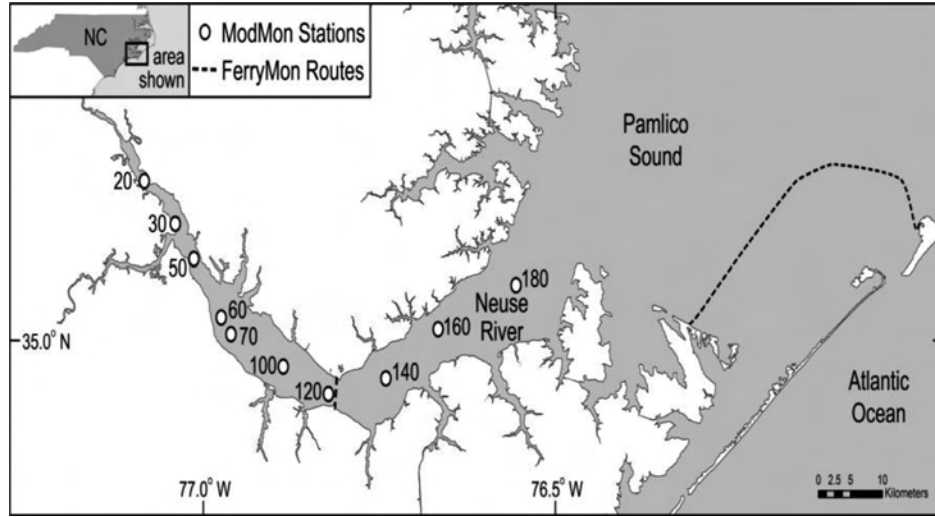 NC
area
shown
ModMon Stations
FerryMon Routes
Pamlico
Sound
20
30
50
60
70
100
120
140
160
180
Neuse
River
35.0° N
Atlantic
Ocean
77.0° W
76.5° W
0 2.5 5 10
Kilometers